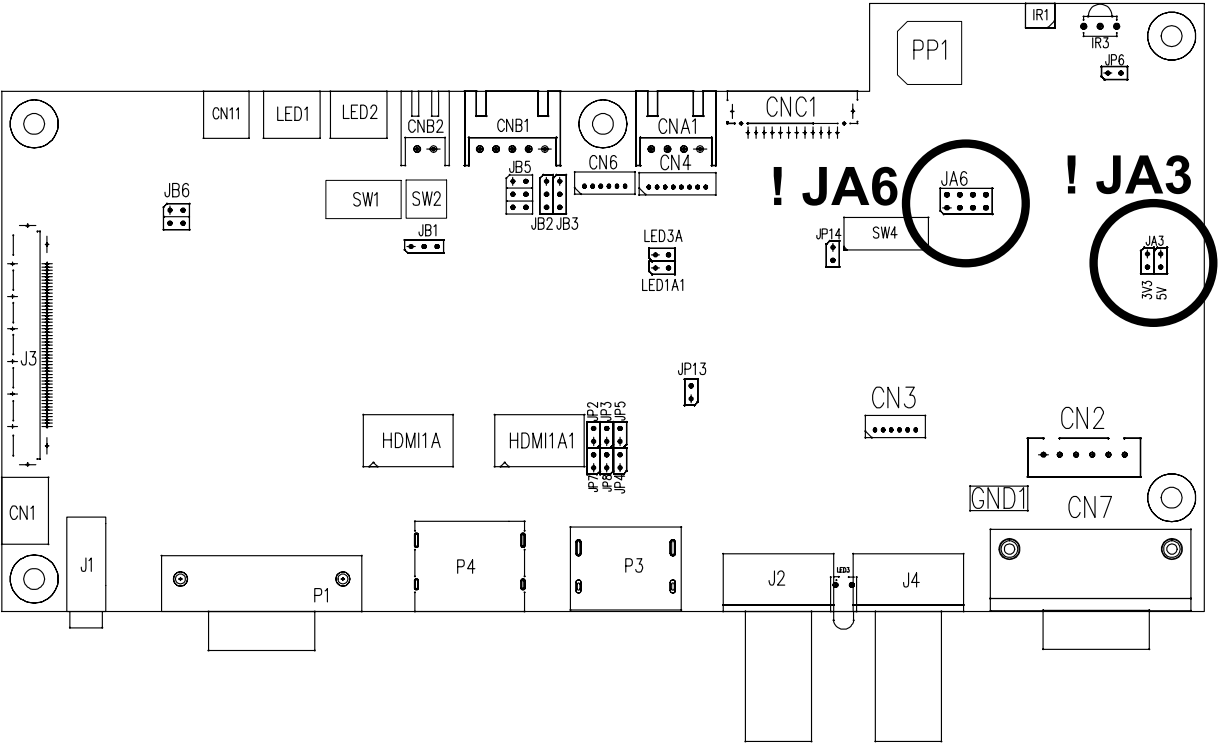 IR1
IR3
PP1
JP6
CN11
LED1
LED2
CNB2
CNB1
CNA1
CNC1
CN6
CN4
JB5
! JA6
JA6
! JA3
JB6
SW1
SW2
JB2
JB3
JB1
LED3A
LED1A1
JP14
SW4
JA3
3V3
5V
J3
JP13
JP2
JP3
JP5
HDMI1A
HDMI1A1
JP7
JP8
JP4
CN3
CN2
GND1
CN7
CN1
J1
P1
P4
P3
J2
LED3
J4